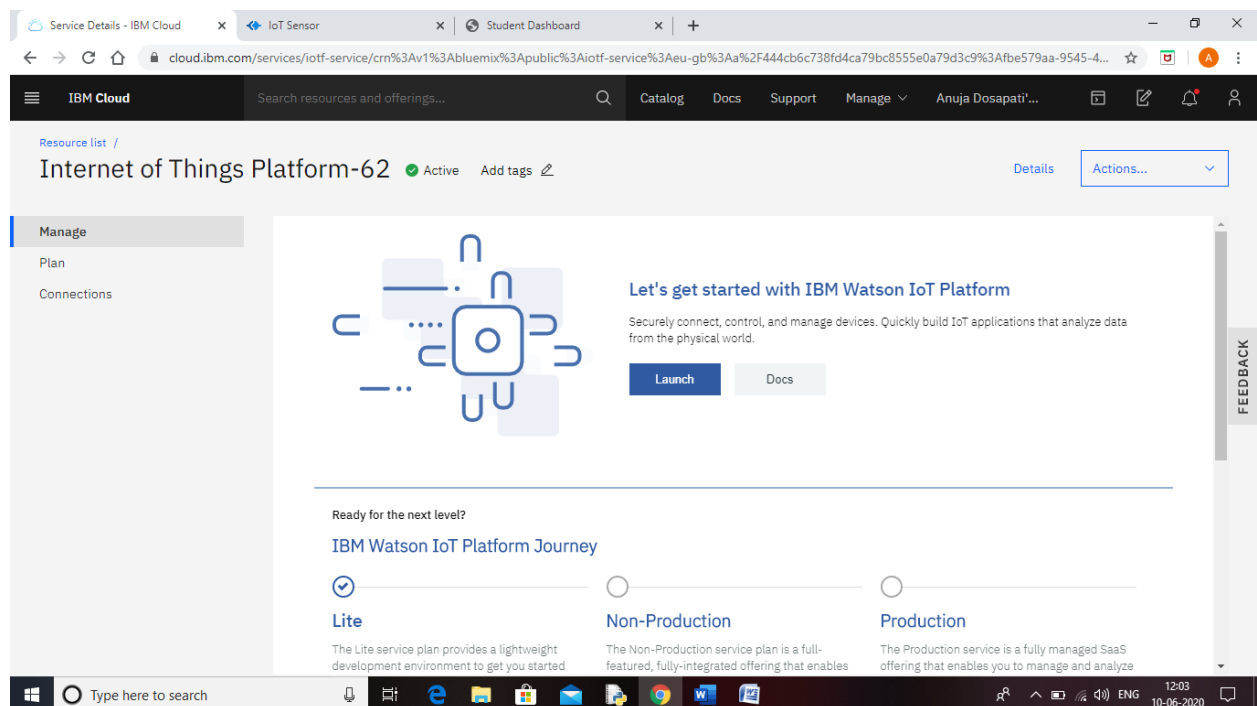 Service Details - IBM Cloud
IoT Sensor
Student Dashboard
cloud.ibm.com/services/iotf-service/crn%3Av1%3Abluemix%3Apublic%3Aiotf-service%3Aeu-gb%3Aa%2F444cb6c738fd4ca79bc8555e0a79d3c9%3Afbe579aa-9545-4...
A
IBM Cloud
Search resources and offerings...
Catalog
Docs
Support
Manage
Anuja Dosapati'...
Resource list /
Internet of Things Platform-62
Active
Add tags
Details
Actions...
Manage
Plan
Connections
Let's get started with IBM Watson IoT Platform
Securely connect, control, and manage devices. Quickly build IoT applications that analyze data
from the physical world.
Launch
Docs
FEEDBACK
Ready for the next level?
IBM Watson IoT Platform Journey
Lite
The Lite service plan provides a lightweight
development environment to get you started
Non-Production
The Non-Production service plan is a full-
featured, fully-integrated offering that enables
Production
The Production service is a fully managed SaaS
offering that enables you to manage and analyze
Type here to search
ENG
12:03
10-06-2020